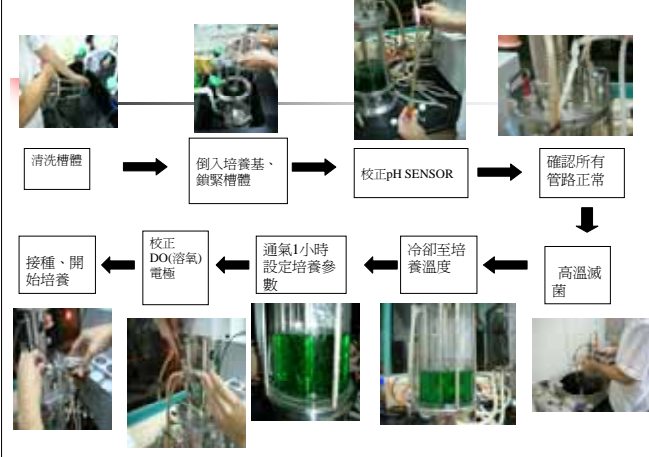 清洗槽體
倒入培養基、
鎖緊槽體
校正pH SENSOR
確認所有
管路正常
高溫滅
菌
冷卻至培
養溫度
通氣1小時
設定培養參
數
校正
DO(溶氧)
電極
接種、開
始培養